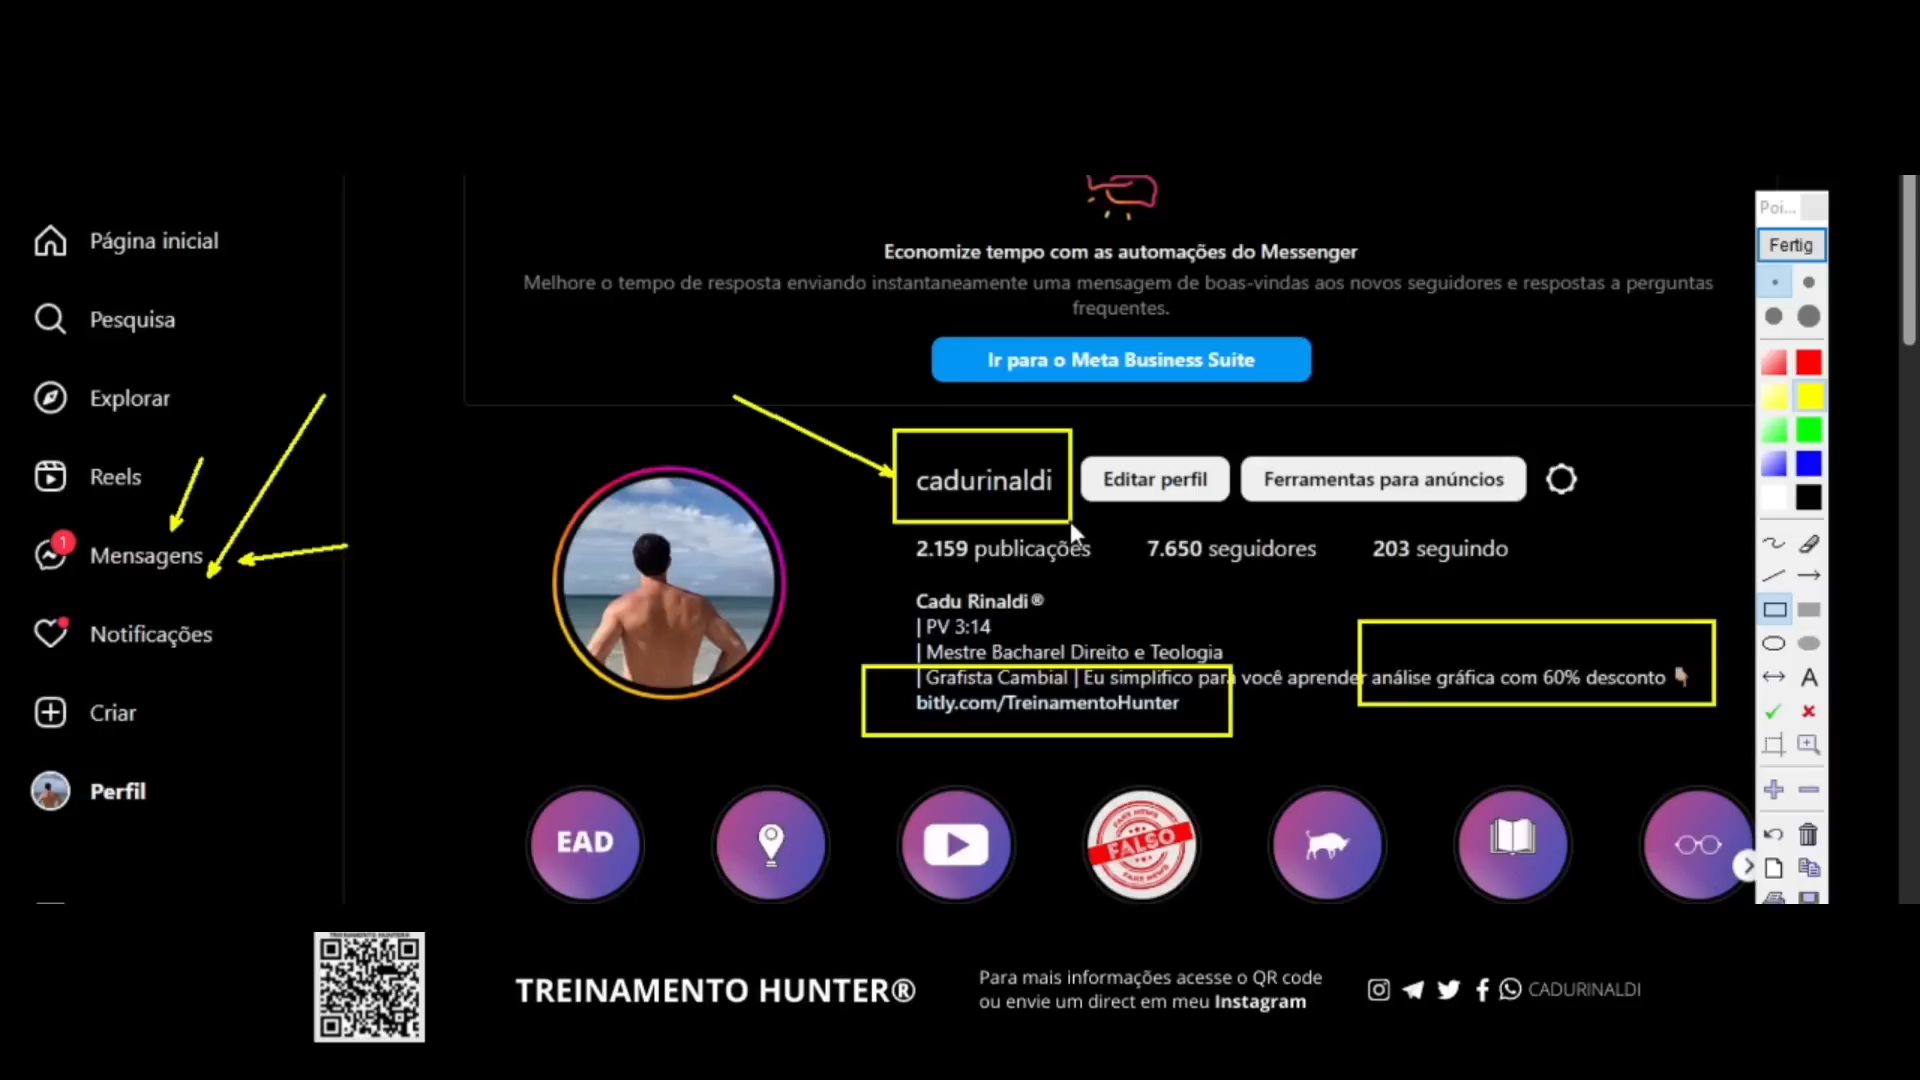 Página inicial
Pesquisa
Explorar
Reels
1
Mensagens
Notificações
Criar
Perfil
Economize tempo com as automações do Messenger
Melhore o tempo de resposta enviando instantaneamente uma mensagem de boas-vindas aos novos seguidores e respostas a perguntas
frequentes.
Ir para o Meta Business Suite
cadurinaldi
Editar perfil
Ferramentas para anúncios
2.159 publicações 7.650 seguidores 203 seguindo
Cadu Rinaldi®
| PV 3:14
| Mestre Bacharel Direito e Teologia
| Grafista Cambial | Eu simplifico para você aprender análise gráfica com 60% desconto
bitly.com/TreinamentoHunter
EAD
FAKE NEWS
FALSO
FAKE NEWS
Poi...
Fertig
A
TREINAMENTO HUNTER®
Para mais informações acesse o QR code
ou envie um direct em meu Instagram
CADURINALDI